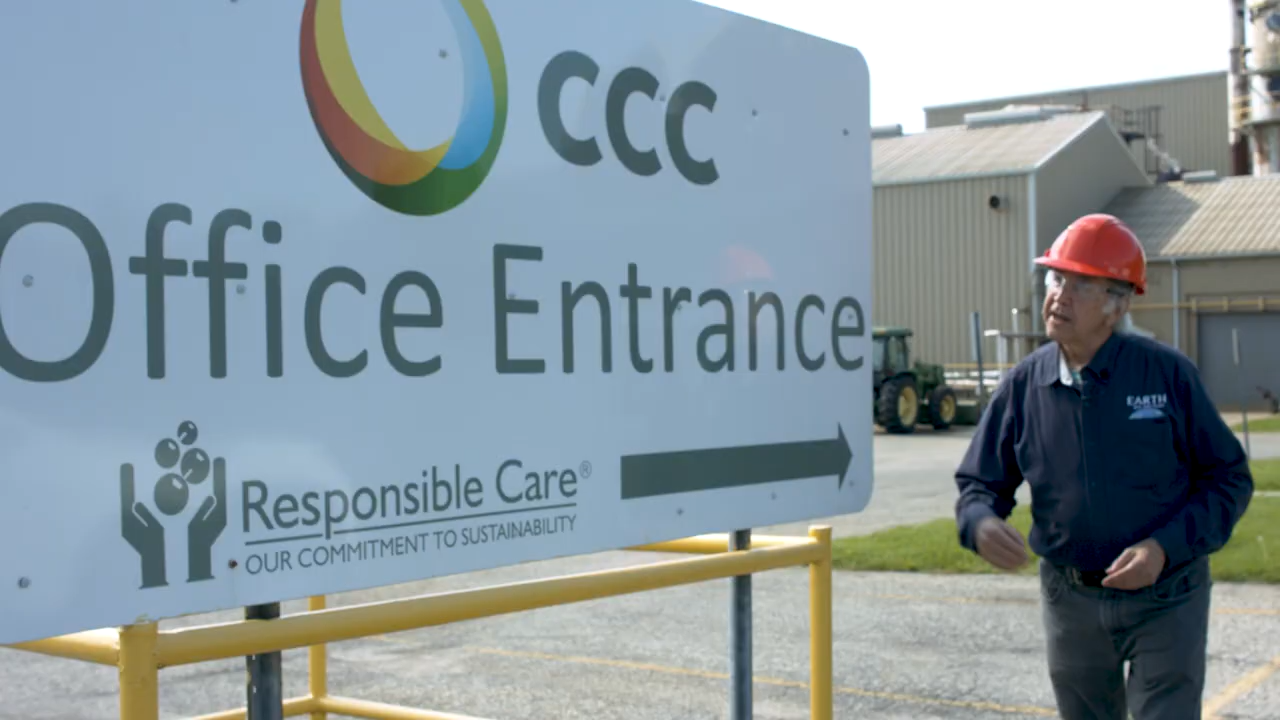 ccc
Office Entrance
Responsible Care®
OUR COMMITMENT TO SUSTAINABILITY
EARTH